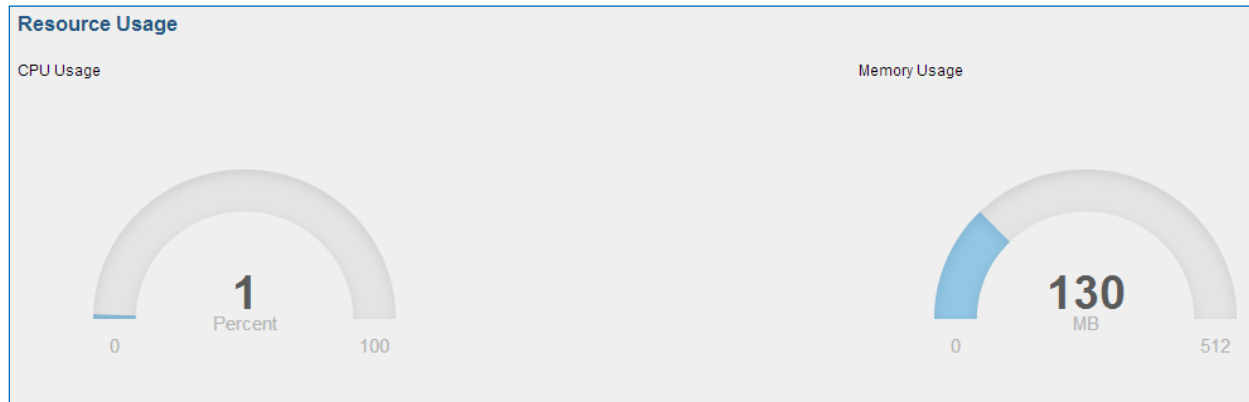 Resource Usage
CPU Usage
Memory Usage
1
Percent
0
100
130
MB
0
512